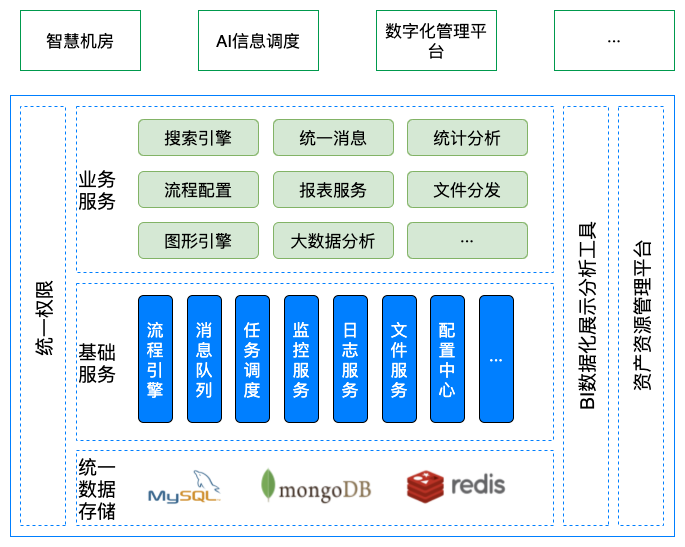 智慧机房
AI信息调度
数字化管理平
台
...
统一权限
业务
服务
搜索引擎
统一消息
统计分析
流程配置
报表服务
文件分发
图形引擎
大数据分析
...
基础
服务
流程引擎
消息队列
任务调度
监控服务
日志服务
文件服务
配置中心
...
统一
数据
存储
MySQL
mongoDB
redis
BI数据化展示分析工具
资产资源管理平台